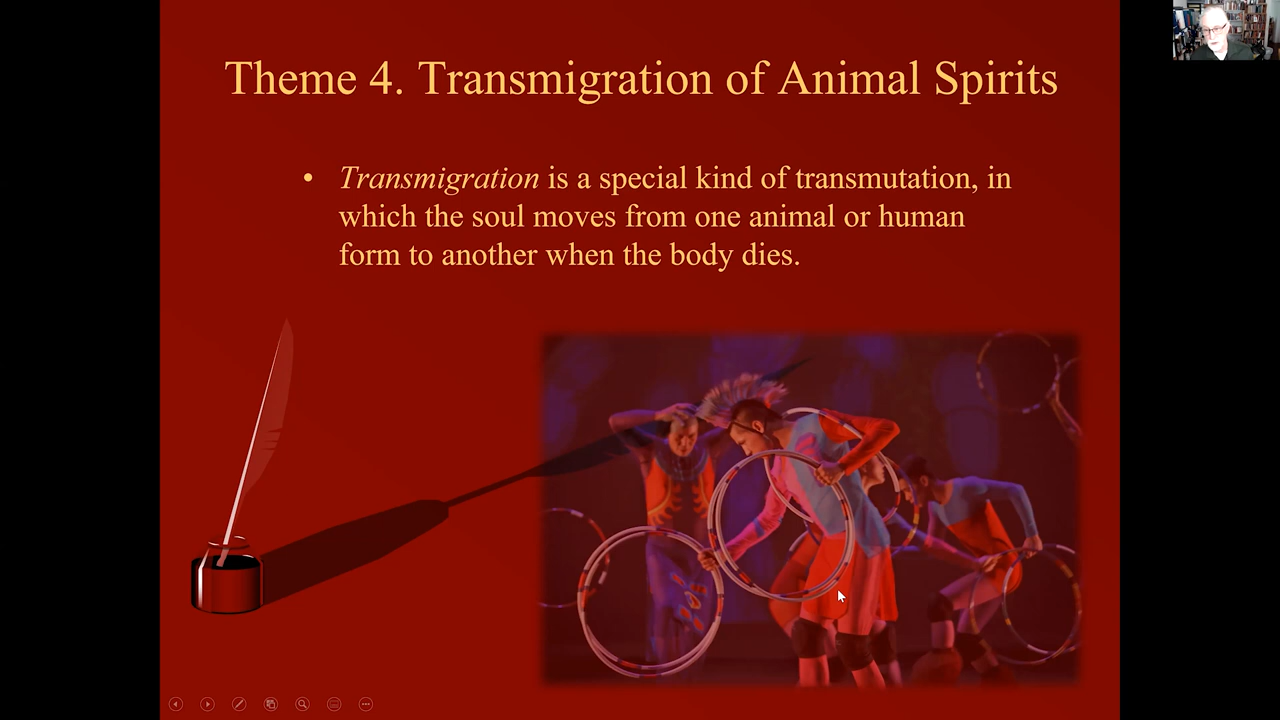 Theme 4. Transmigration of Animal Spirits
• Transmigration is a special kind of transmutation, in
which the soul moves from one animal or human
form to another when the body dies.